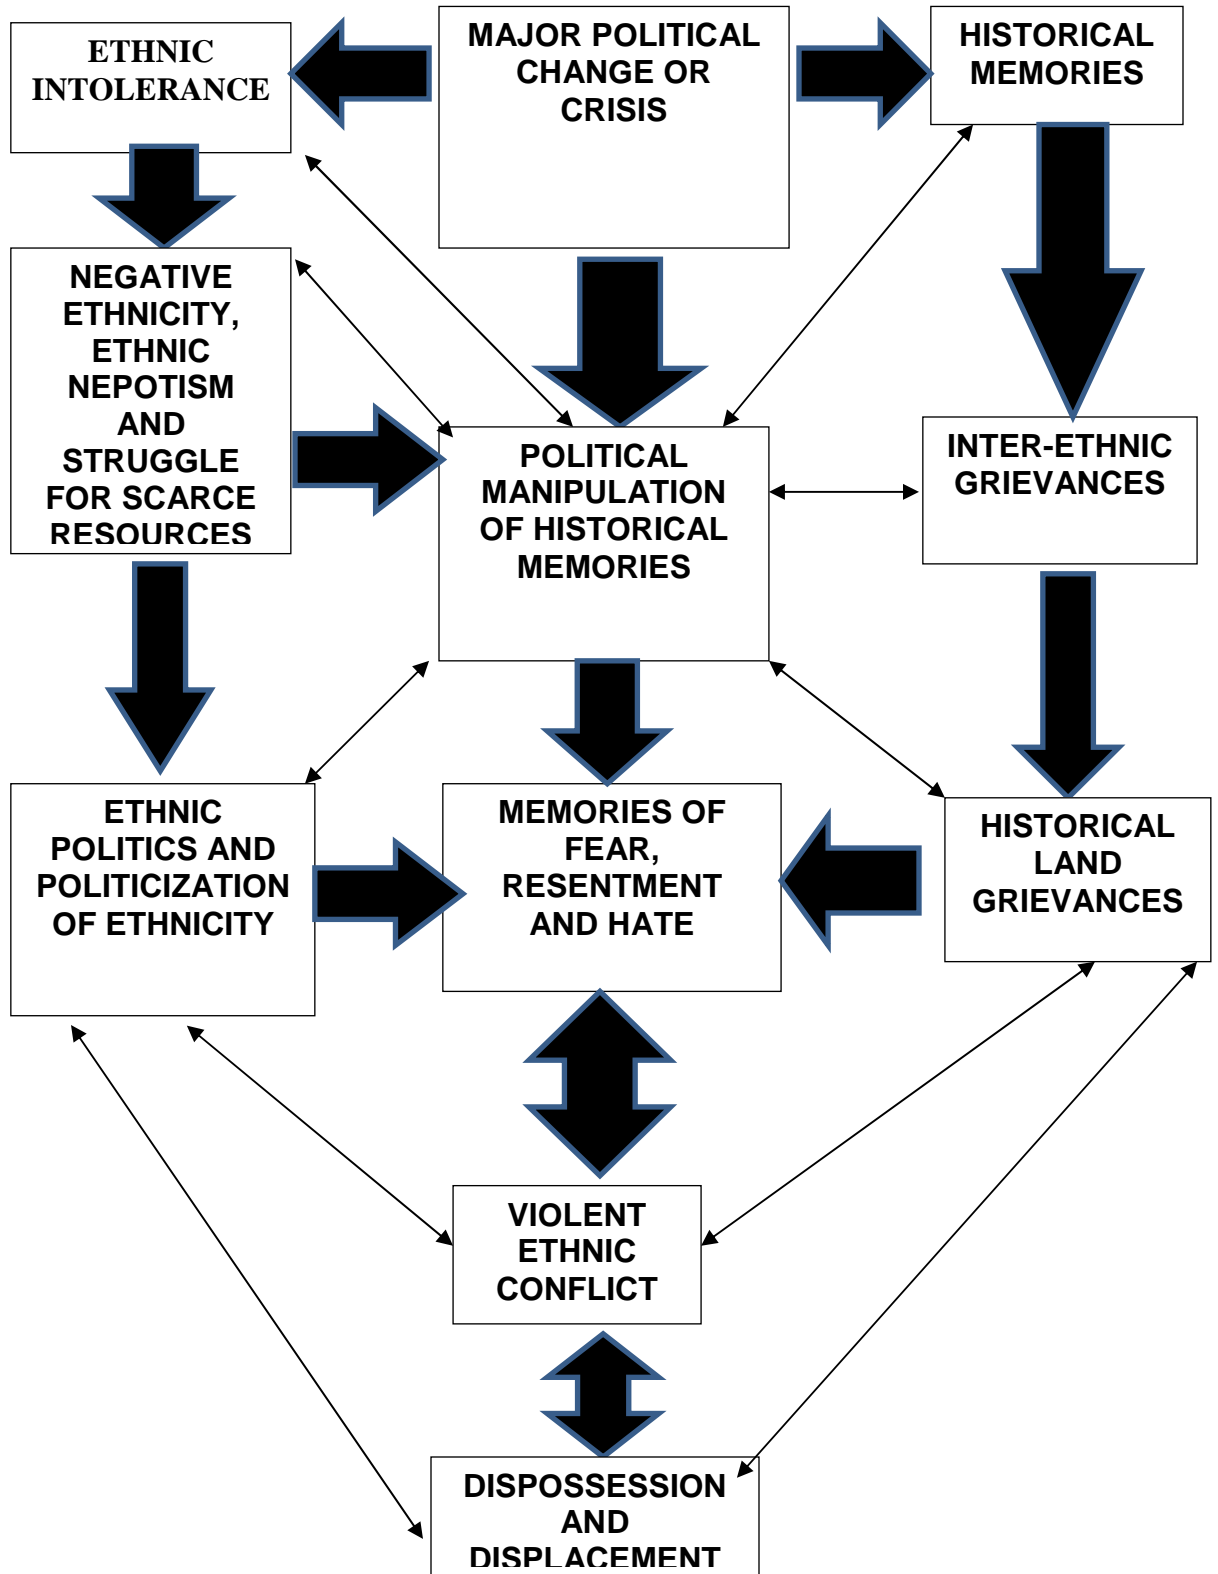 ETHNIC
INTOLERANCE
MAJOR POLITICAL
CHANGE OR
CRISIS
HISTORICAL
MEMORIES
NEGATIVE
ETHNICITY,
ETHNIC
NEPOTISM
AND
STRUGGLE
FOR SCARCE
RESOURCES
POLITICAL
MANIPULATION
OF HISTORICAL
MEMORIES
INTER-ETHNIC
GRIEVANCES
ETHNIC
POLITICS AND
POLITICIZATION
OF ETHNICITY
MEMORIES OF
FEAR,
RESENTMENT
AND HATE
HISTORICAL
LAND
GRIEVANCES
VIOLENT
ETHNIC
CONFLICT
DISPOSSESSION
AND
DISPLACEMENT